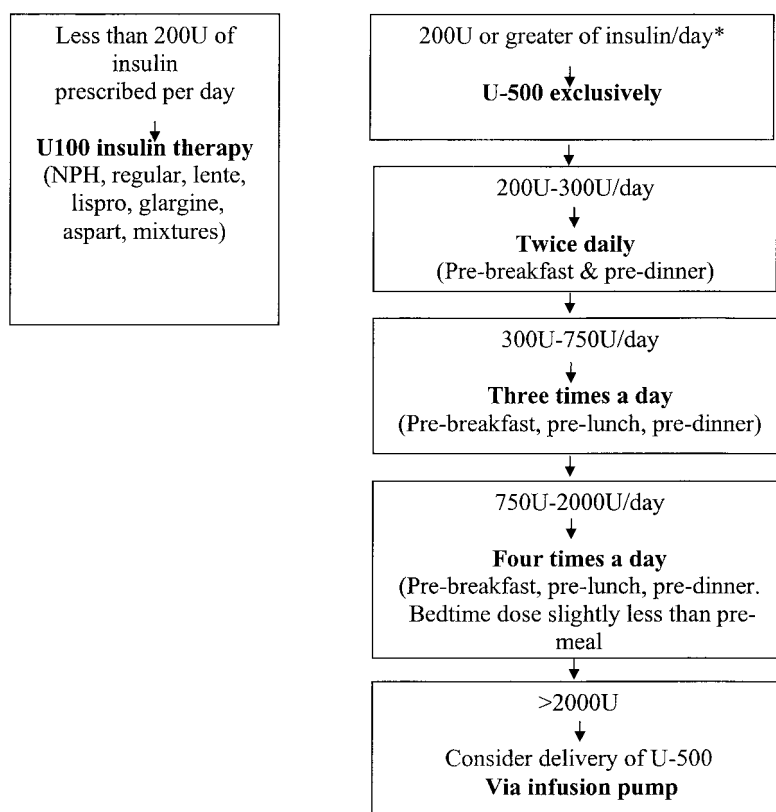 Less than 200U of
insulin
prescribed per day
U100 insulin therapy
(NPH, regular, lente,
lispro, glargine,
aspart, mixtures)
200U or greater of insulin/day*
U-500 exclusively
200U-300U/day
Twice daily
(Pre-breakfast & pre-dinner)
300U-750U/day
Three times a day
(Pre-breakfast, pre-lunch, pre-dinner)
750U-2000U/day
Four times a day
(Pre-breakfast, pre-lunch, pre-dinner.
Bedtime dose slightly less than pre-
meal
>2000U
Consider delivery of U-500
Via infusion pump